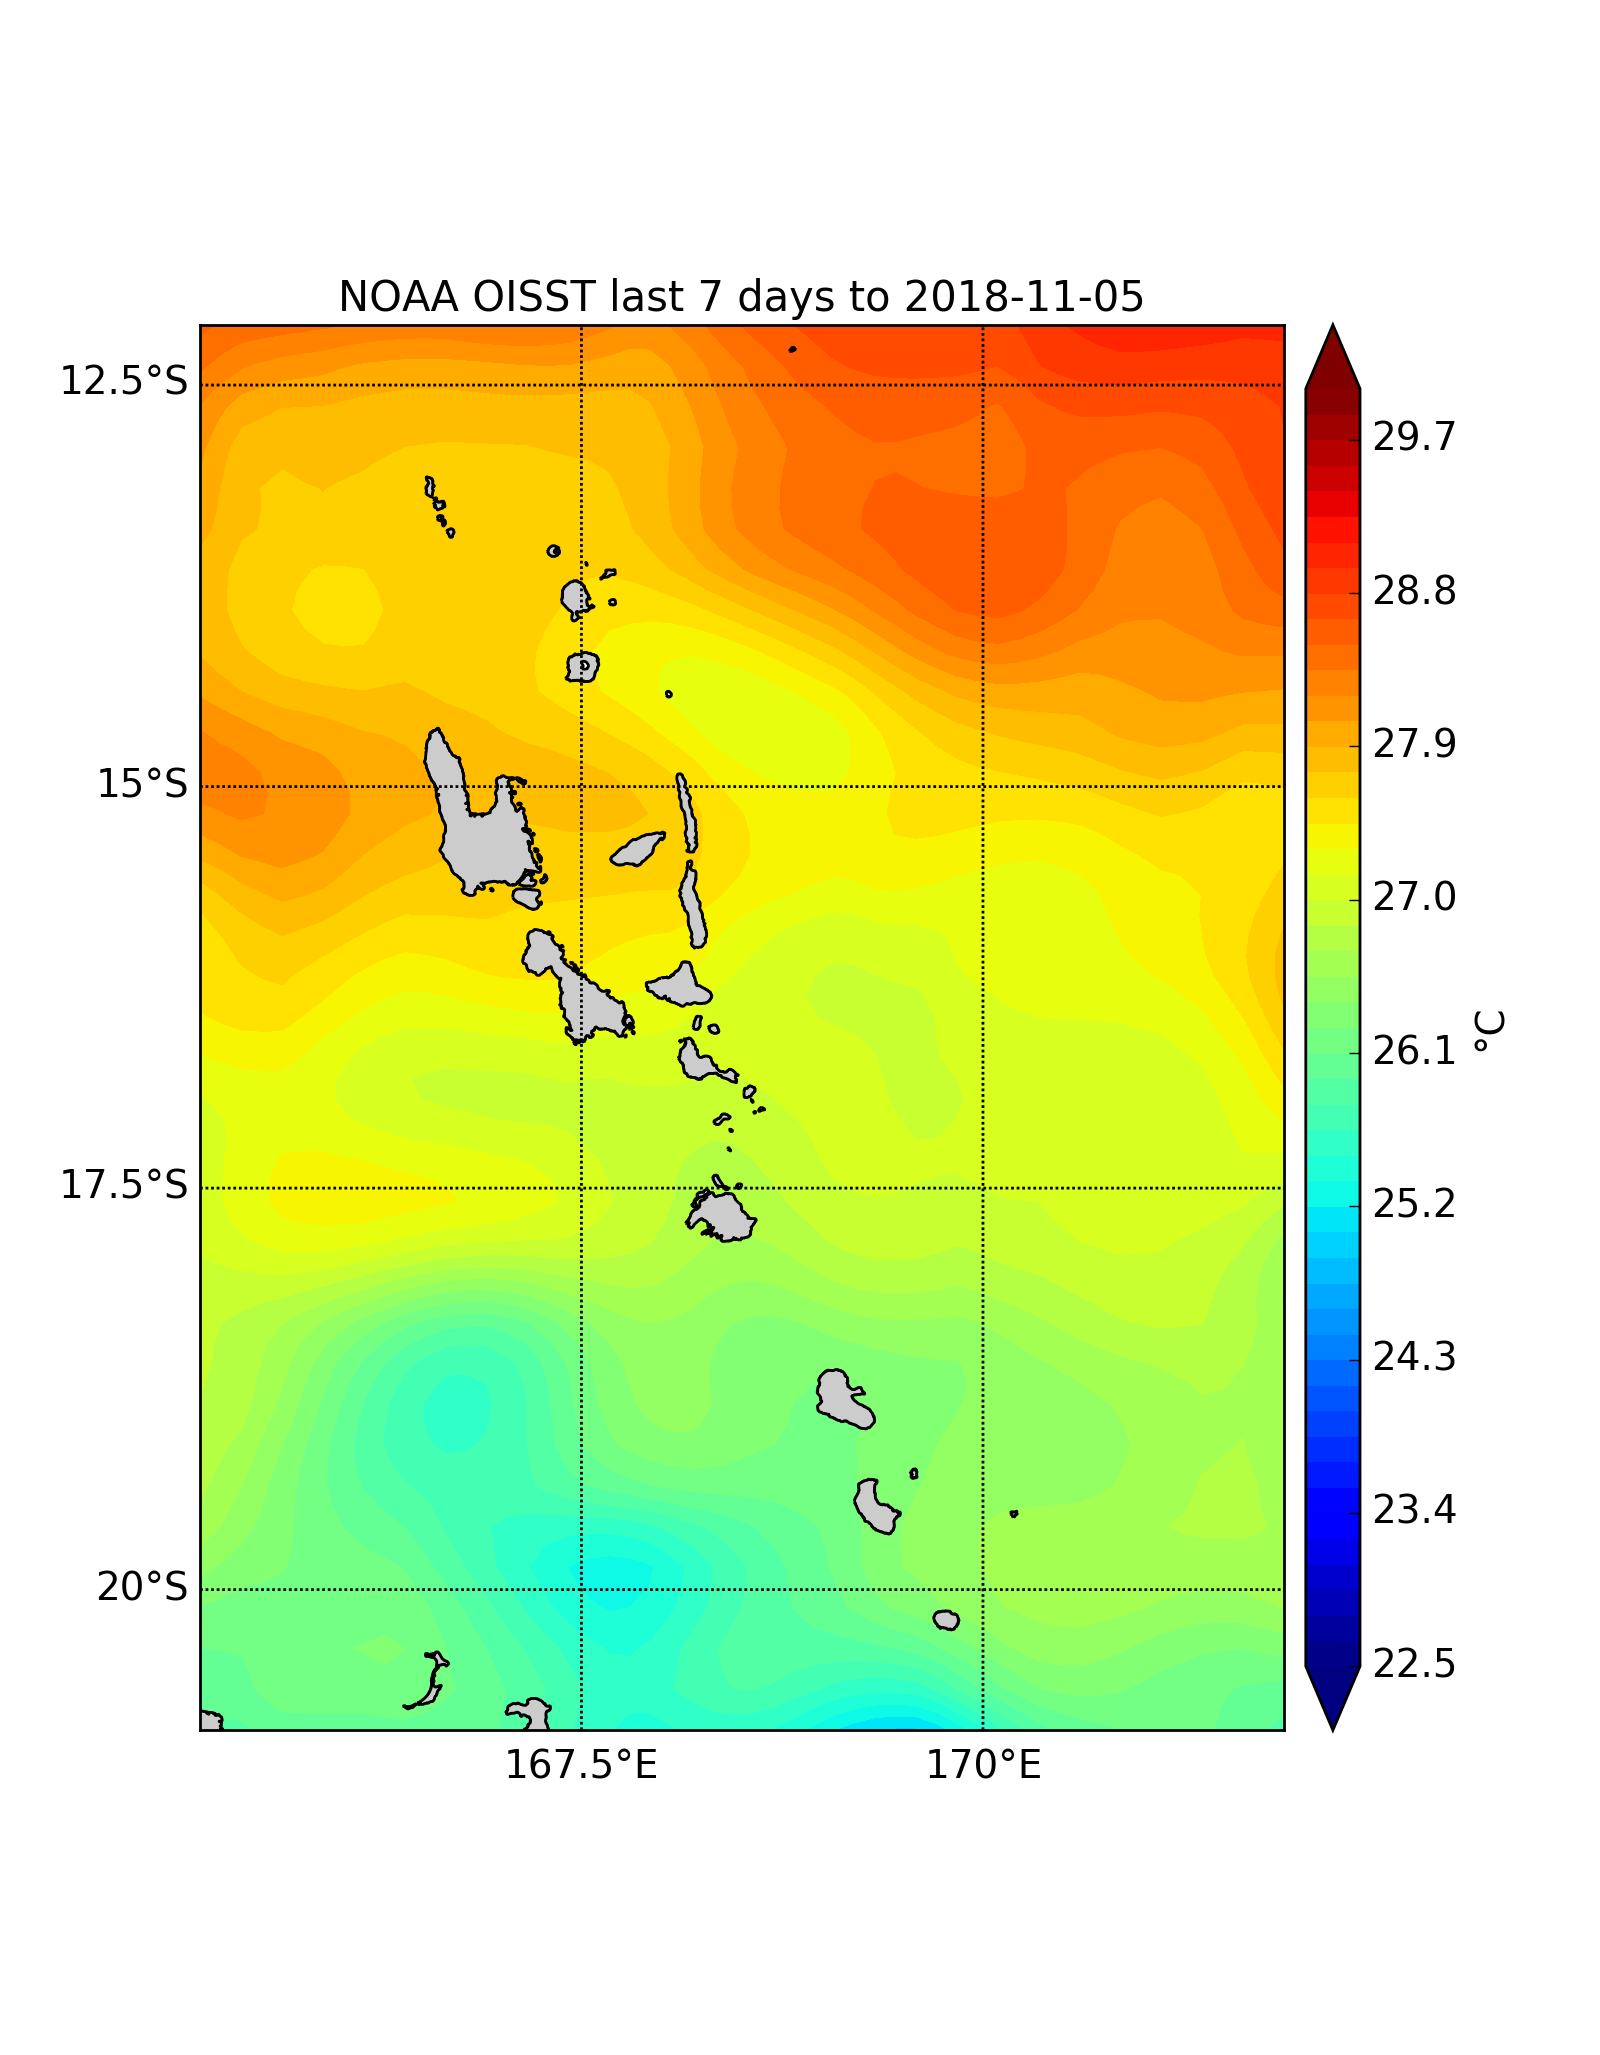 NOAA OISST last 7 days to 2018-11-05
12.5°S
15°S
17.5°S
20°S
167.5°E
170°E
29.7
28.8
27.9
27.0
26.1
25.2
24.3
23.4
22.5
°C